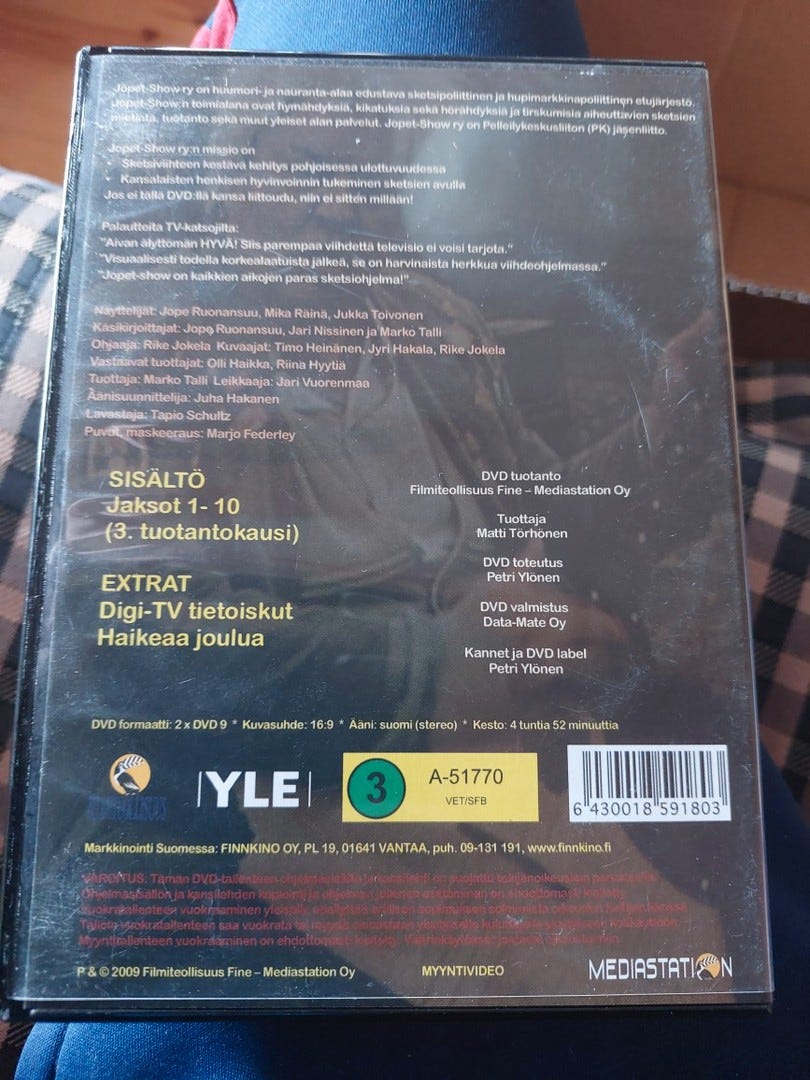 Jopet-Show ry on huumori- ja nauranta-alaa edustava sketsipoliittinen ja hupimarkkinapoliittinen etujärjestö.
Jopet-Show:n toimialana ovat hymähdyksiä, kikatuksia sekä hörähdyksiä ja tirskumisia aiheuttavien sketsien
mietintä, tuotanto sekä muut yleiset alan palvelut. Jopet-Show ry on Pelleilykeskusliiton (PK) jäsenliitto.
Jopet-Show ry:n missio on
- Sketsiviihteen kestävä kehitys pohjoisessa ulottuvuudessa
- Kansalaisten henkisen hyvinvoinnin tukeminen sketsien avulla
Jos ei tällä DVD:llä kansa liittoudu, niin ei sitten millään!
Palautteita TV-katsojilta:
"Aivan älyttömän HYVÄ! Siis parempaa viihdettä televisio ei voisi tarjota."
"Visuaalisesti todella korkealaatuista jälkeä, se on harvinaista herkkua viihdeohjelmassa."
"Jopet-show on kaikkien aikojen paras sketsiohjelma!"
Näyttelijät: Jope Ruonansuu, Mika Räinä, Jukka Toivonen
Käsikirjoittajat: Jope Ruonansuu, Jari Nissinen ja Marko Talli
Ohjaaja: Rike Jokela Kuvaajat: Timo Heinänen, Jyri Hakala, Rike Jokela
Vastaavat tuottajat: Olli Haikka, Riina Hyytiä
Tuottaja: Marko Talli Leikkaaja: Jari Vuorenmaa
Äänisuunnittelija: Juha Hakanen
Lavastaja: Tapio Schultz
Puvut, maskeeraus: Marjo Federley
SISÄLTÖ
Jaksot 1- 10
(3. tuotantokausi)
EXTRAT
Digi-TV tietoiskut
Haikeaa joulua
DVD tuotanto
Filmiteollisuus Fine – Mediastation Oy
Tuottaja
Matti Törhönen
DVD toteutus
Petri Ylönen
DVD valmistus
Data-Mate Oy
Kannet ja DVD label
Petri Ylönen
DVD formaatti: 2 x DVD 9 * Kuvasuhde: 16:9 * Ääni: suomi (stereo) * Kesto: 4 tuntia 52 minuuttia
YLE
3
A-51770
VET/SFB
6 430018 591803
Markkinointi Suomessa: FINNKINO OY, PL 19, 01641 VANTAA, puh. 09-131 191, www.finnkino.fi
VAROITUS: Tämän DVD-tallenteen
P & © 2009 Filmiteollisuus Fine – Mediastation Oy
MYYNTIVIDEO
MEDIASTATION